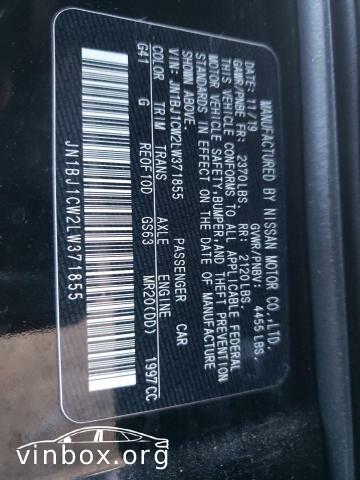 MANUFACTURED BY NISSAN MOTOR CO.,LTD.
11/19 GVWR/PNBV: 4455 LBS.
GAWR/PNBE FR: 2370LBS. RR: 2120LBS.
THIS VEHICLE CONFORMS TO ALL APPLICABLE FEDERAL
MOTOR VEHICLE SAFETY,BUMPER,AND THEFT PREVENTION
STANDARDS IN EFFECT ON THE DATE OF MANUFACTURE
SHOWN ABOVE.
VIN: JN1BJ1CW2LW371855 PASSENGER CAR
COLOR TRIM TRANS AXLE ENGINE
G41 G RE0F10D GS63 MR20(DD) 1997CC
JN1BJ1CW2LW371855
vinbox.org